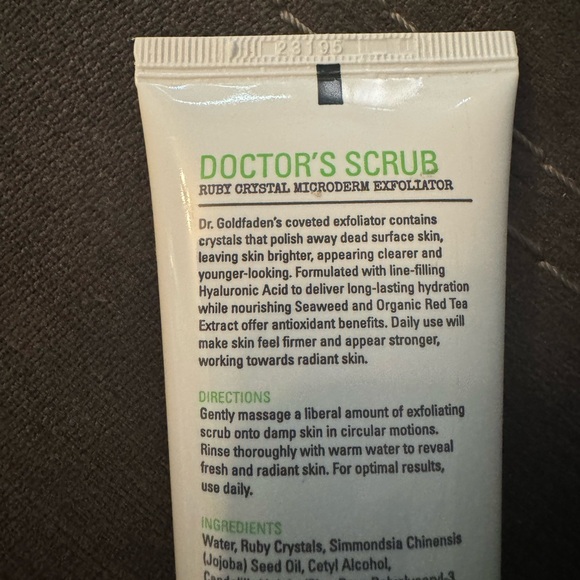 23195
DOCTOR'S SCRUB
RUBY CRYSTAL MICRODERM EXFOLIATOR
Dr. Goldfaden's coveted exfoliator contains
crystals that polish away dead surface skin,
leaving skin brighter, appearing clearer and
younger-looking. Formulated with line-filling
Hyaluronic Acid to deliver long-lasting hydration
while nourishing Seaweed and Organic Red Tea
Extract offer antioxidant benefits. Daily use will
make skin feel firmer and appear stronger,
working towards radiant skin.
DIRECTIONS
Gently massage a liberal amount of exfoliating
scrub onto damp skin in circular motions.
Rinse thoroughly with warm water to reveal
fresh and radiant skin. For optimal results,
use daily.
INGREDIENTS
Water, Ruby Crystals, Simmondsia Chinensis
(Jojoba) Seed Oil, Cetyl Alcohol,